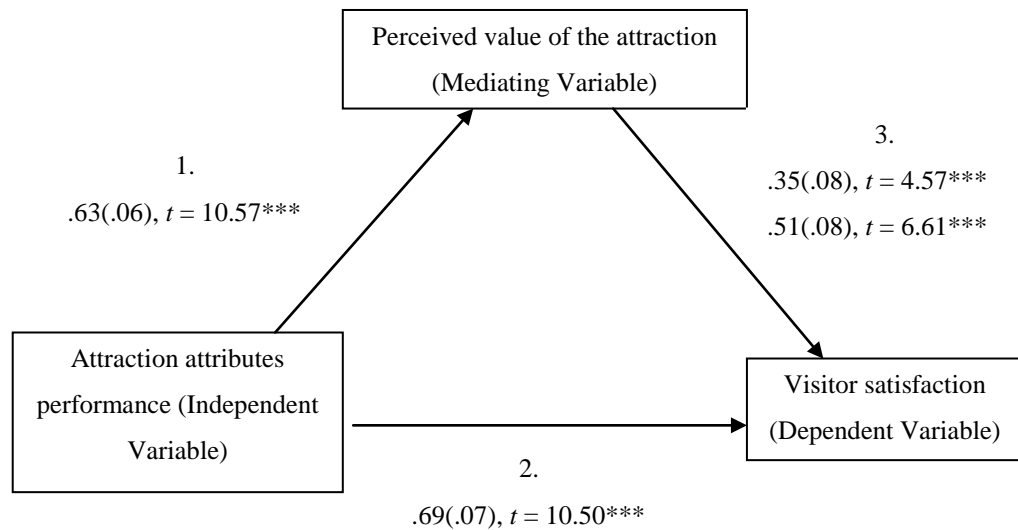 Perceived value of the attraction
(Mediating Variable)
1.
.63(.06), t = 10.57***
3.
.35(.08), t = 4.57***
.51(.08), t = 6.61***
Attraction attributes
performance (Independent
Variable)
Visitor satisfaction
(Dependent Variable)
2.
.69(.07), t = 10.50***